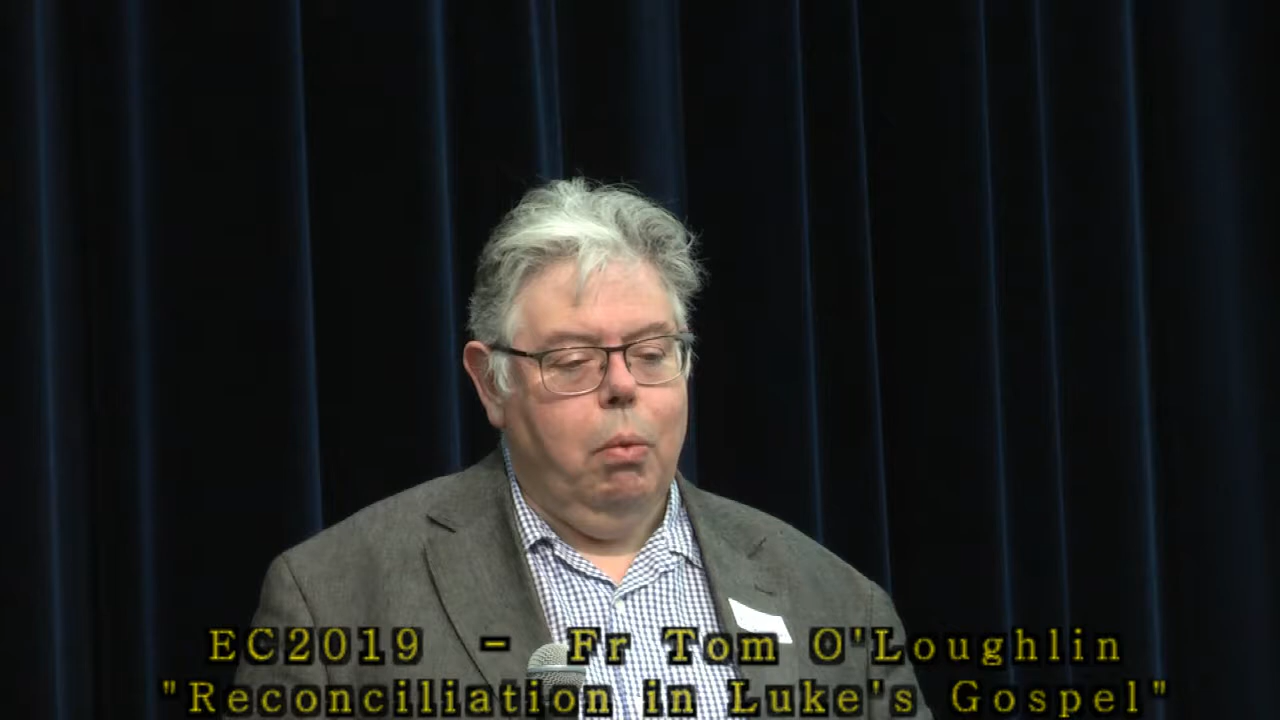 EC2019 - Fr Tom O'Loughlin
"Reconciliation in Luke's Gospel"